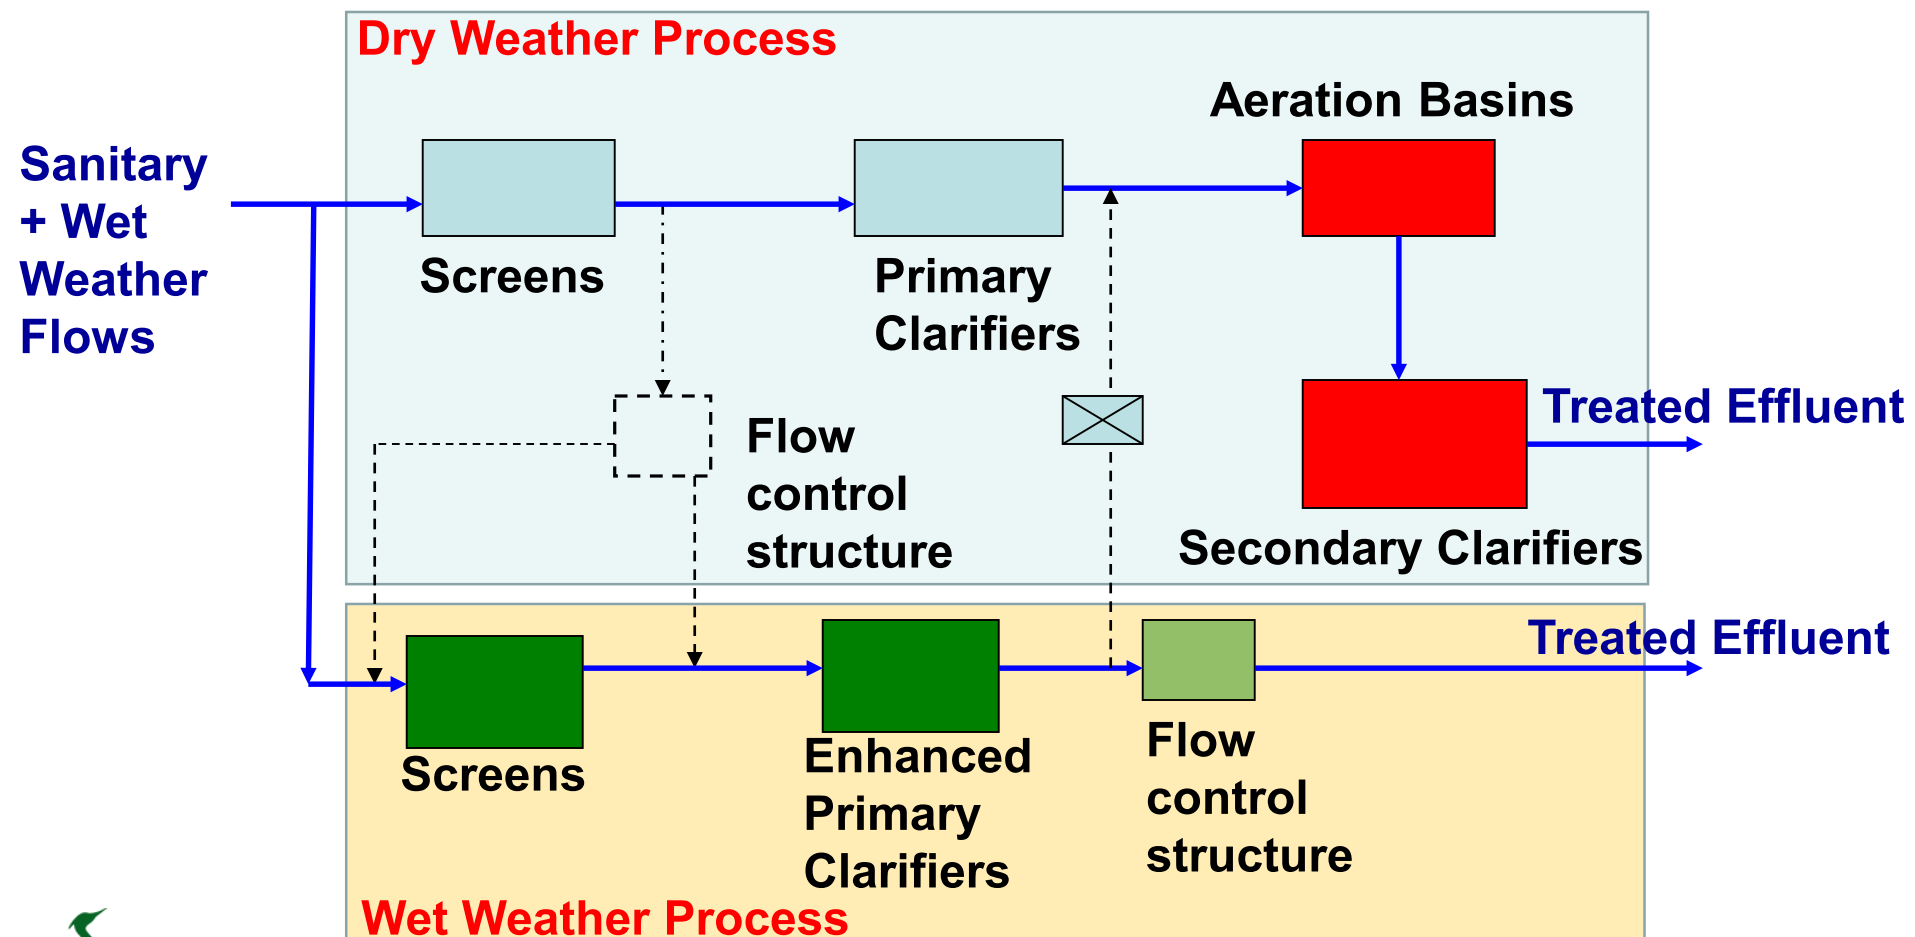 Dry Weather Process
Aeration Basins
Sanitary
+ Wet
Weather
Flows
Screens
Primary
Clarifiers
Flow
control
structure
Treated Effluent
Secondary Clarifiers
Treated Effluent
Screens
Enhanced
Primary
Clarifiers
Flow
control
structure
Wet Weather Process